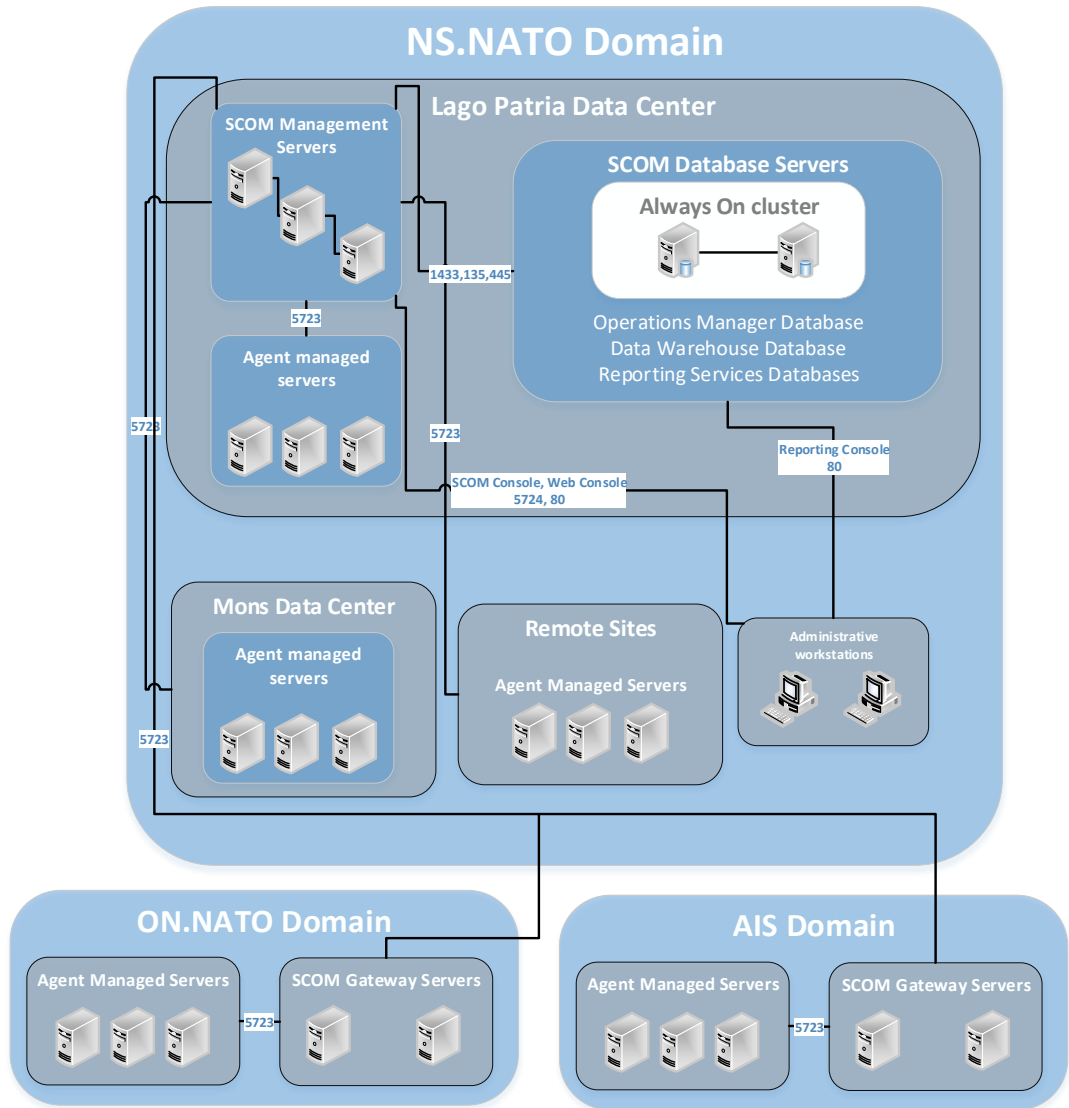 NS.NATO Domain
Lago Patria Data Center
SCOM Management
Servers
SCOM Database Servers
Always On cluster
1433,135,445
5723
Operations Manager Database
Data Warehouse Database
Reporting Services Databases
Agent managed
servers
5723
5723
Reporting Console
80
SCOM Console, Web Console
5724, 80
Mons Data Center
Agent managed
servers
Remote Sites
Agent Managed Servers
Administrative
workstations
5723
ON.NATO Domain
Agent Managed Servers
SCOM Gateway Servers
5723
AIS Domain
Agent Managed Servers
SCOM Gateway Servers
5723